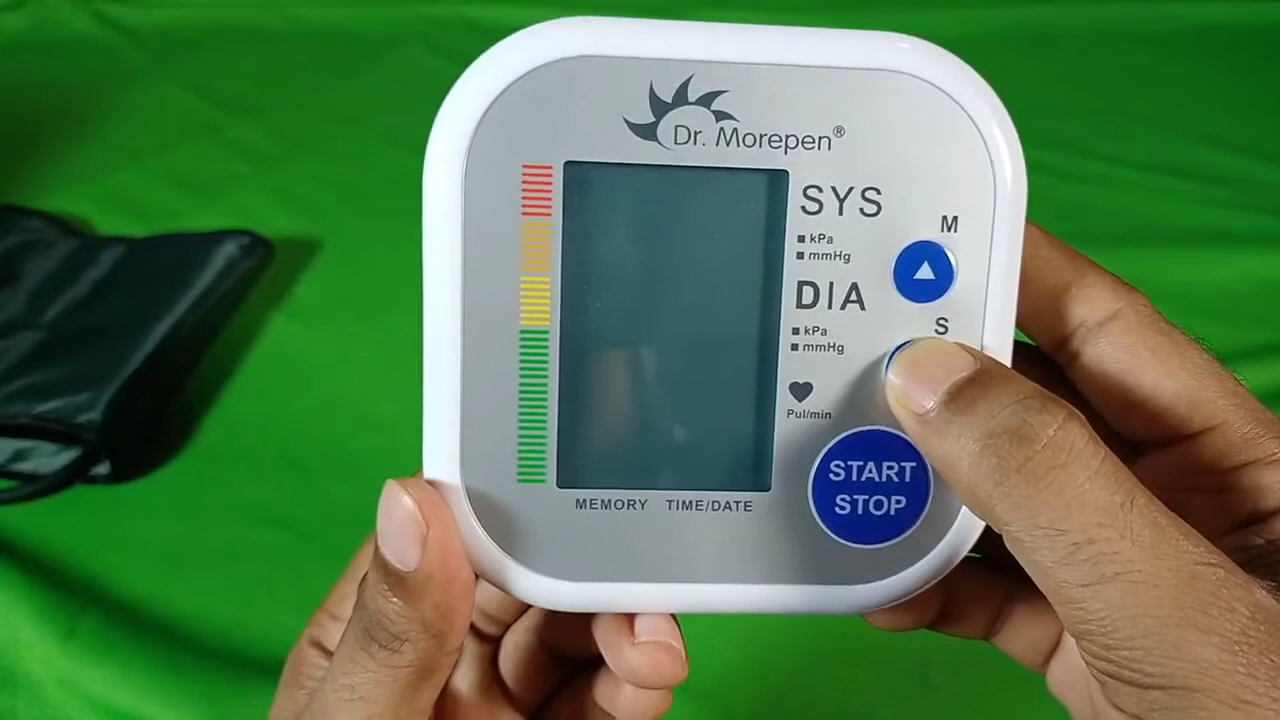 Dr. Morepen®
SYS
M
kPa
mmHg
DIA
S
kPa
mmHg
Pul/min
START
STOP
MEMORY TIME/DATE